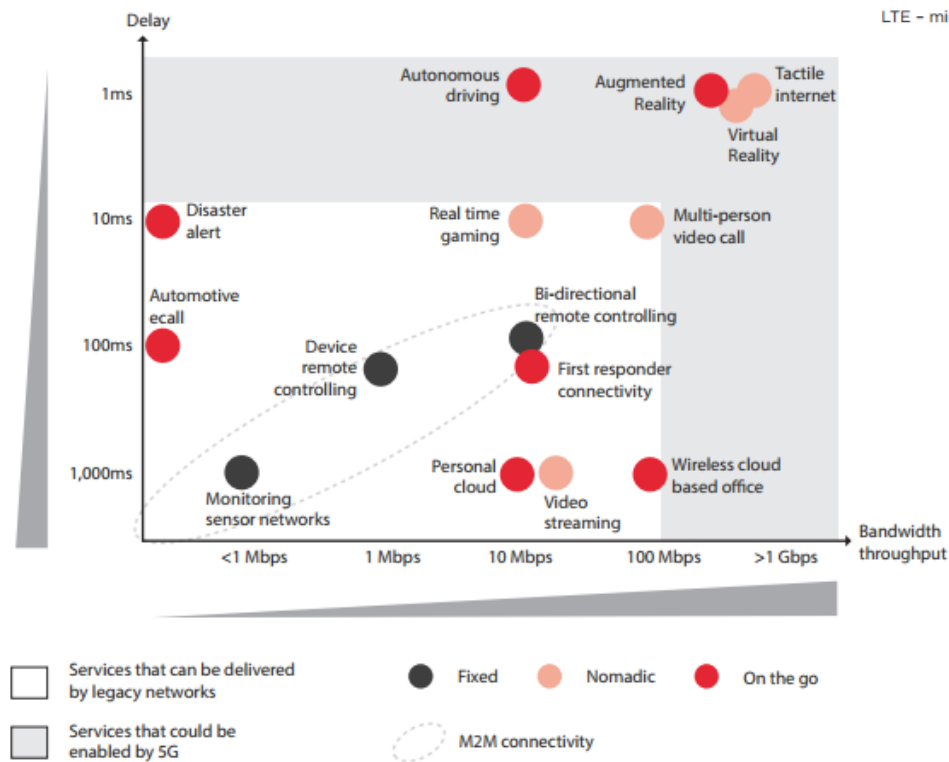 Delay
LTE – mi
1ms
Autonomous
driving
Augmented
Reality
Tactile
internet
Virtual
Reality
10ms
Disaster
alert
Real time
gaming
Multi-person
video call
Automotive
ecall
Bi-directional
remote controlling
100ms
Device
remote
controlling
First responder
connectivity
1,000ms
Monitoring
sensor networks
Personal
cloud
Video
streaming
Wireless cloud
based office
Bandwidth
throughput
<1 Mbps
1 Mbps
10 Mbps
100 Mbps
>1 Gbps
Services that can be delivered
by legacy networks
Fixed
Nomadic
On the go
Services that could be
enabled by 5G
M2M connectivity